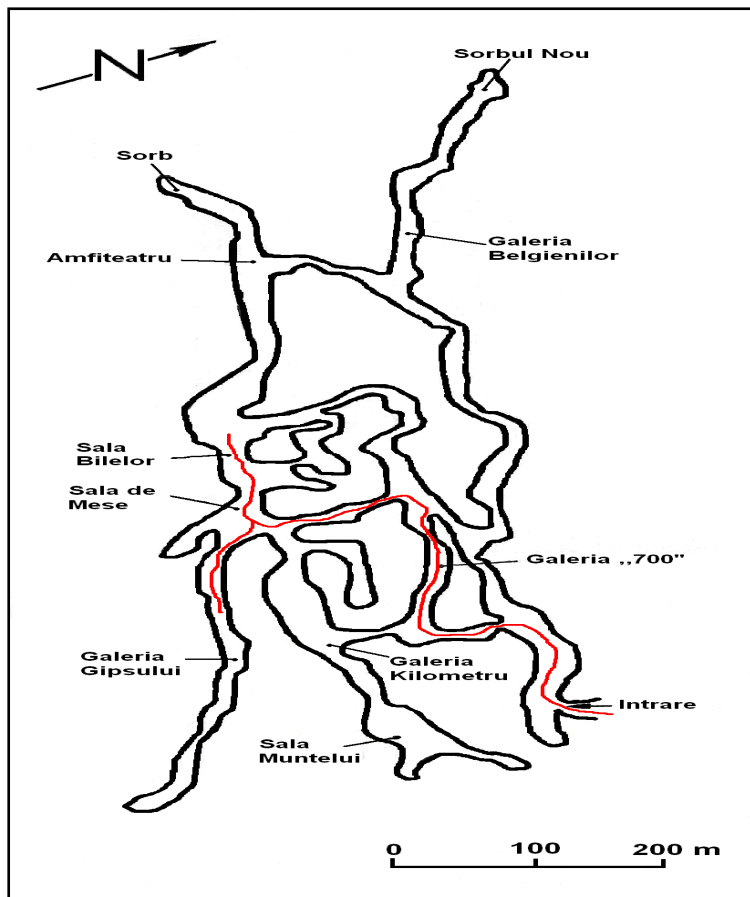 Sorbul Nou
N
Sorb
Galeria
Belgienilor
Amfiteatru
Sala
Bilelor
Sala de
Mese
Galeria ,,700"
Galeria
Gipsului
Galeria
Kilometru
Intrare
Sala
Muntelui
0 100 200 m